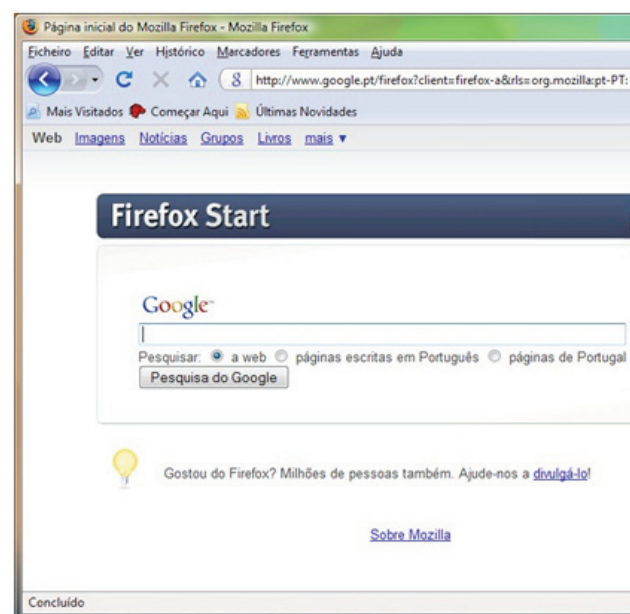 Página inicial do Mozilla Firefox - Mozilla Firefox
Ficheiro Editar Ver Histórico Marcadores Ferramentas Ajuda
http://www.google.pt/firefox?client=firefox-a&rls=org.mozilla:pt-PT:
Mais Visitados Começar Aqui Últimas Novidades
Web Imagens Notícias Grupos Livros mais ▼
Firefox Start
Google™
Pesquisar: a web páginas escritas em Português páginas de Portugal
Pesquisa do Google
Gostou do Firefox? Milhões de pessoas também. Ajude-nos a divulgá-lo!
Sobre Mozilla
Concluído